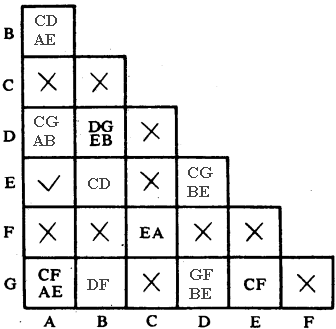 B CD
AE
C X X
D CG DG X
AB EB
E ✓ CD X CG
BE
F X X EA X X
G CF DF X GF CF X
AE BE
A B C D E F